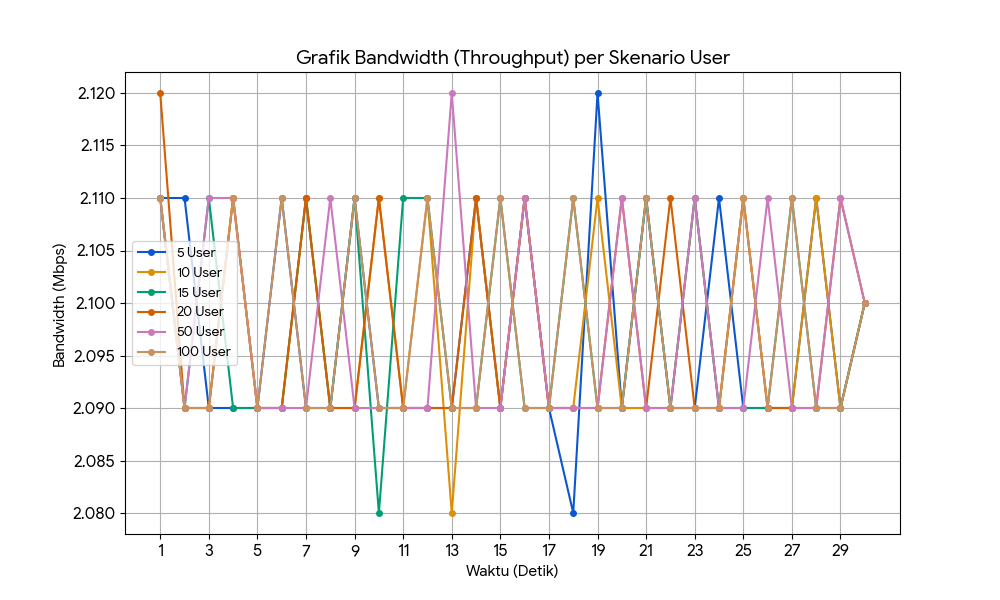 Grafik Bandwidth (Throughput) per Skenario User
Bandwidth (Mbps)
2.120
2.115
2.110
2.105
2.100
2.095
2.090
2.085
2.080
5 User
10 User
15 User
20 User
50 User
100 User
1 3 5 7 9 11 13 15 17 19 21 23 25 27 29
Waktu (Detik)